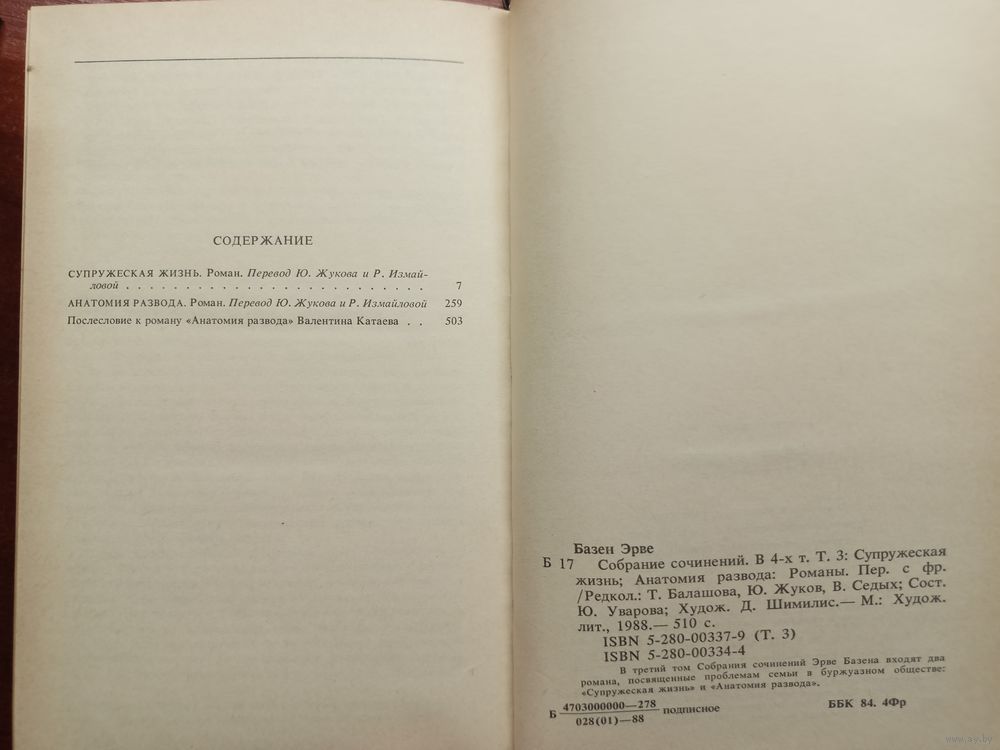 СОДЕРЖАНИЕ
СУПРУЖЕСКАЯ ЖИЗНЬ. Роман. Перевод Ю. Жукова и Р. Измай-
ловой . . . . . . . . . . . . . . . . . . . . . . . . . 7
АНАТОМИЯ РАЗВОДА. Роман. Перевод Ю. Жукова и Р. Измайловой 259
Послесловие к роману «Анатомия развода» Валентина Катаева . . 503
Базен Эрве
Б 17 Собрание сочинений. В 4-х т. Т. 3: Супружеская
жизнь; Анатомия развода: Романы. Пер. с фр.
/Редкол.: Т. Балашова, Ю. Жуков, В. Седых; Сост.
Ю. Уварова; Худож. Д. Шимилис.— М.: Худож.
лит., 1988.— 510 с.
ISBN 5-280-00337-9 (Т. 3)
ISBN 5-280-00334-4
В третий том Собрания сочинений Эрве Базена входят два
романа, посвященные проблемам семьи в буржуазном обществе:
«Супружеская жизнь» и «Анатомия развода».
Б 4703000000—278 подписное ББК 84. 4Фр
028(01)—88
www.av.by